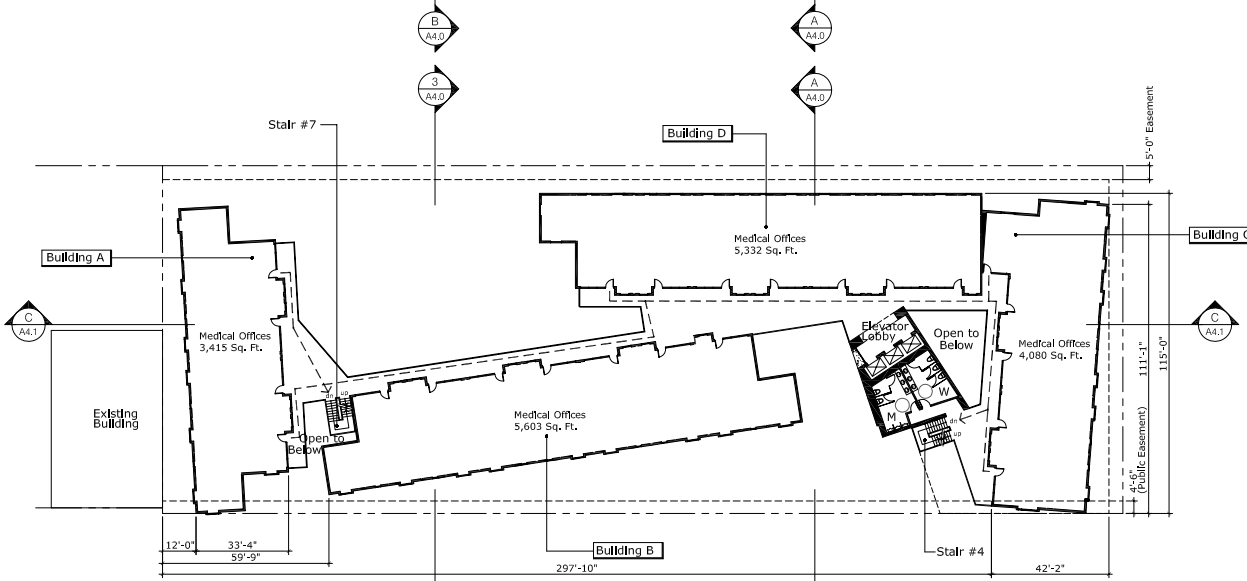 B
A4.0
A
A4.0
3
A4.0
A
A4.0
Stair #7
Building D
5'-0" Easement
Medical Offices
5,332 Sq. Ft.
Building A
Building C
C
A4.1
C
A4.1
Medical Offices
3,415 Sq. Ft.
Elevator
Lobby
Open to
Below
Medical Offices
4,080 Sq. Ft.
111'-1"
115'-0"
Existing
Building
dn
up
Open to
Below
Medical Offices
5,603 Sq. Ft.
M
W
dn
up
4'-6"
(Public Easement)
12'-0"
33'-4"
59'-9"
Building B
Stair #4
297'-10"
42'-2"